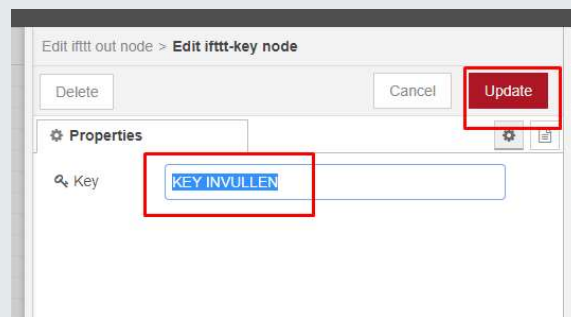 Edit ifttt out node > Edit ifttt-key node
Delete Cancel Update
Properties
Key KEY INVULLEN